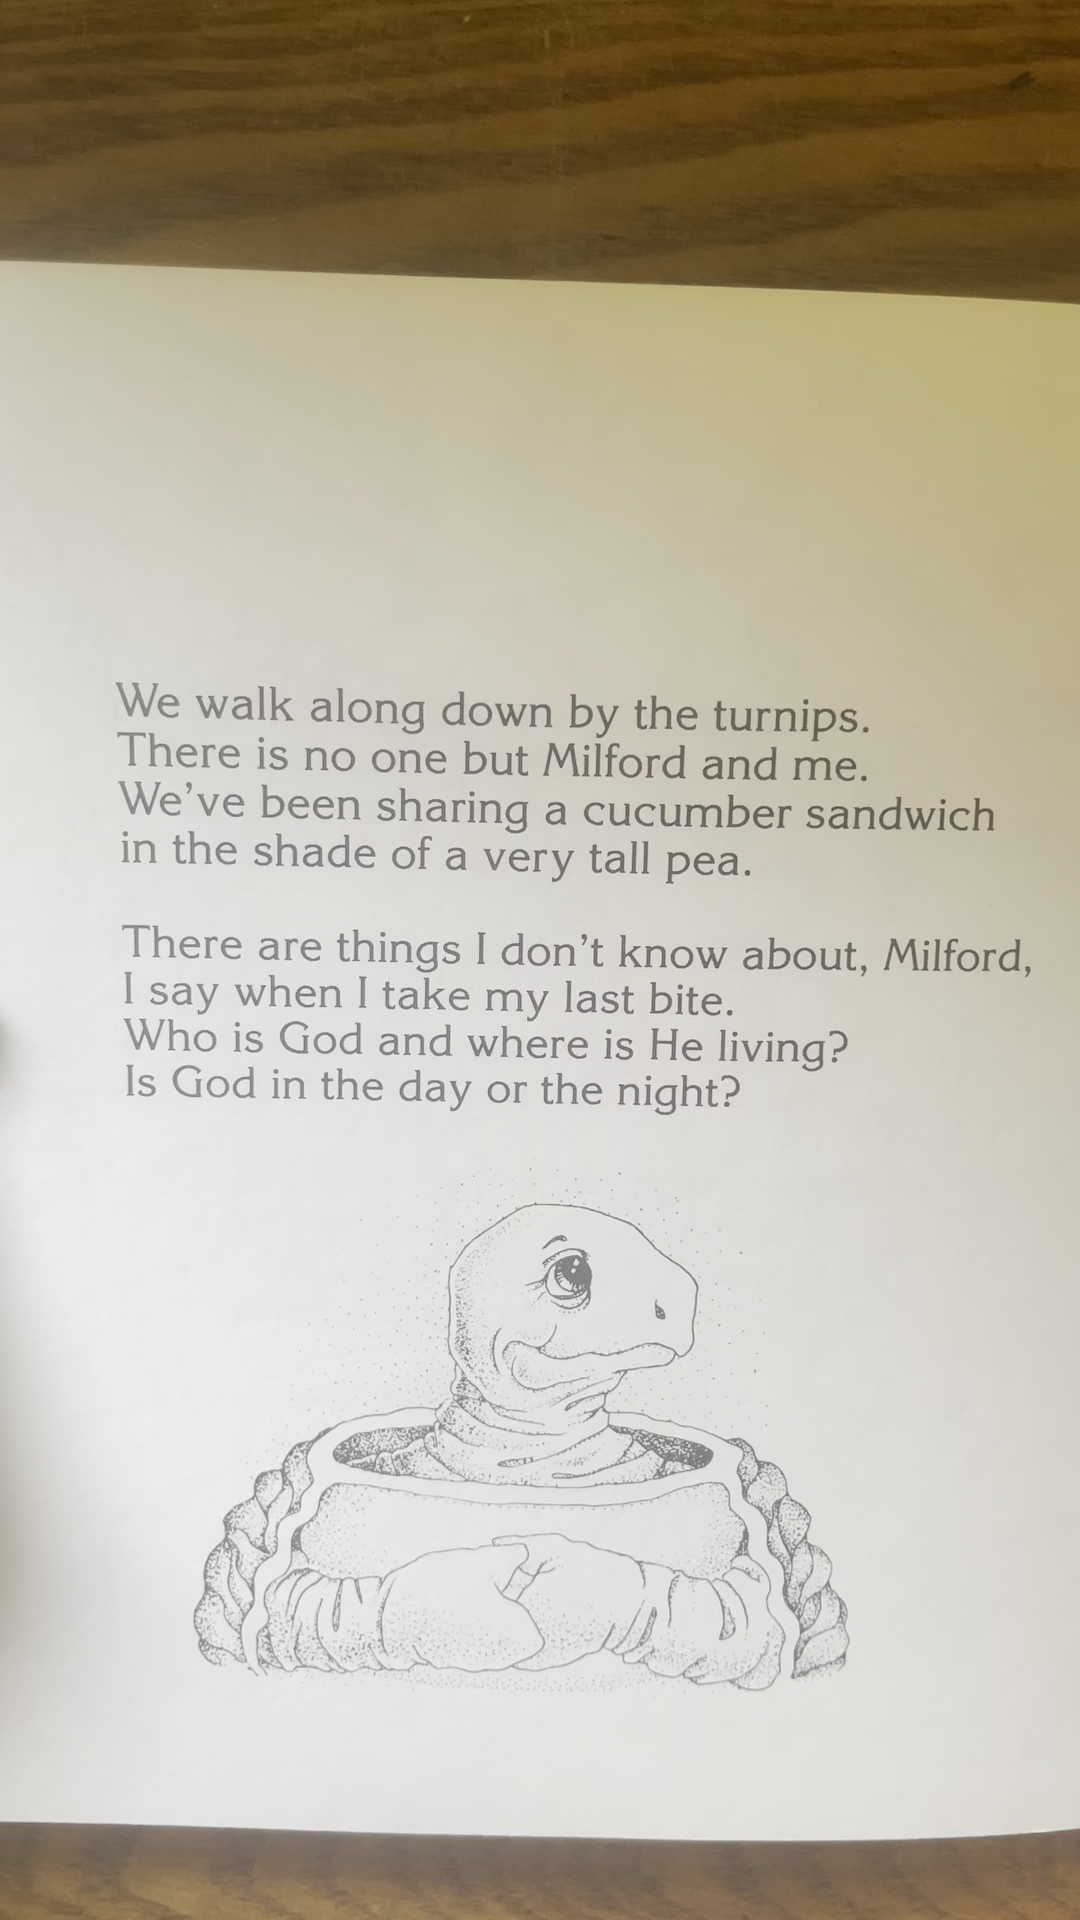 We walk along down by the turnips.
There is no one but Milford and me.
We've been sharing a cucumber sandwich
in the shade of a very tall pea.
There are things I don't know about, Milford,
I say when I take my last bite.
Who is God and where is He living?
Is God in the day or the night?